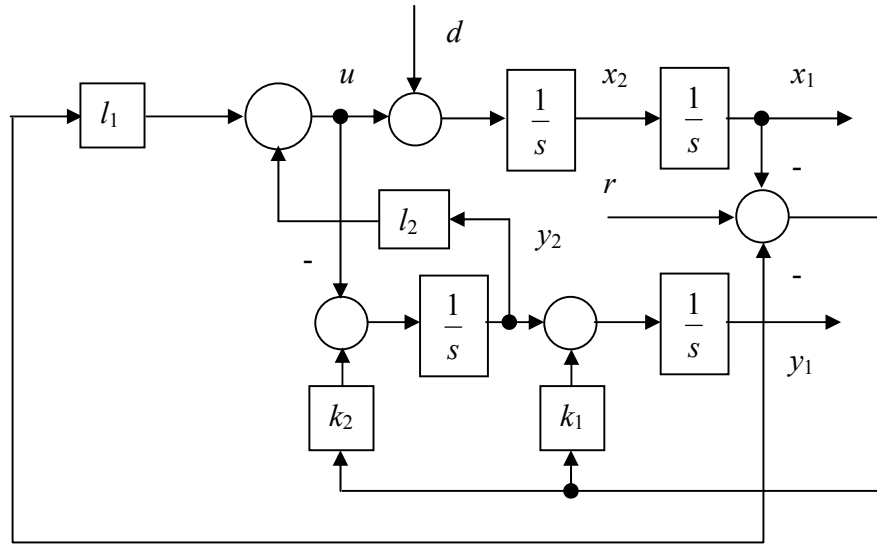 d
u
x₂
x₁
l₁
1
s
1
s
-
r
l₂
y₂
-
-
1
s
1
s
y₁
k₂
k₁